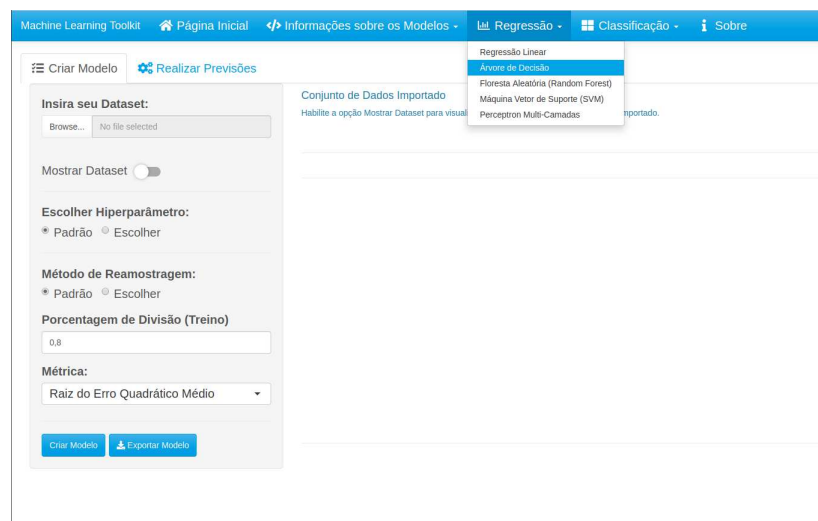 Machine Learning Toolkit Página Inicial Informações sobre os Modelos Regressão Classificação Sobre
Regressão Linear
Árvore de Decisão
Floresta Aleatória (Random Forest)
Máquina Vetor de Suporte (SVM)
Perceptron Multi-Camadas
Criar Modelo Realizar Previsões
Insira seu Dataset:
Browse... No file selected
Mostrar Dataset
Escolher Hiperparâmetro:
Padrão Escolher
Método de Reamostragem:
Padrão Escolher
Porcentagem de Divisão (Treino)
0,8
Métrica:
Raiz do Erro Quadrático Médio
Criar Modelo Exportar Modelo
Conjunto de Dados Importado
Habilite a opção Mostrar Dataset para